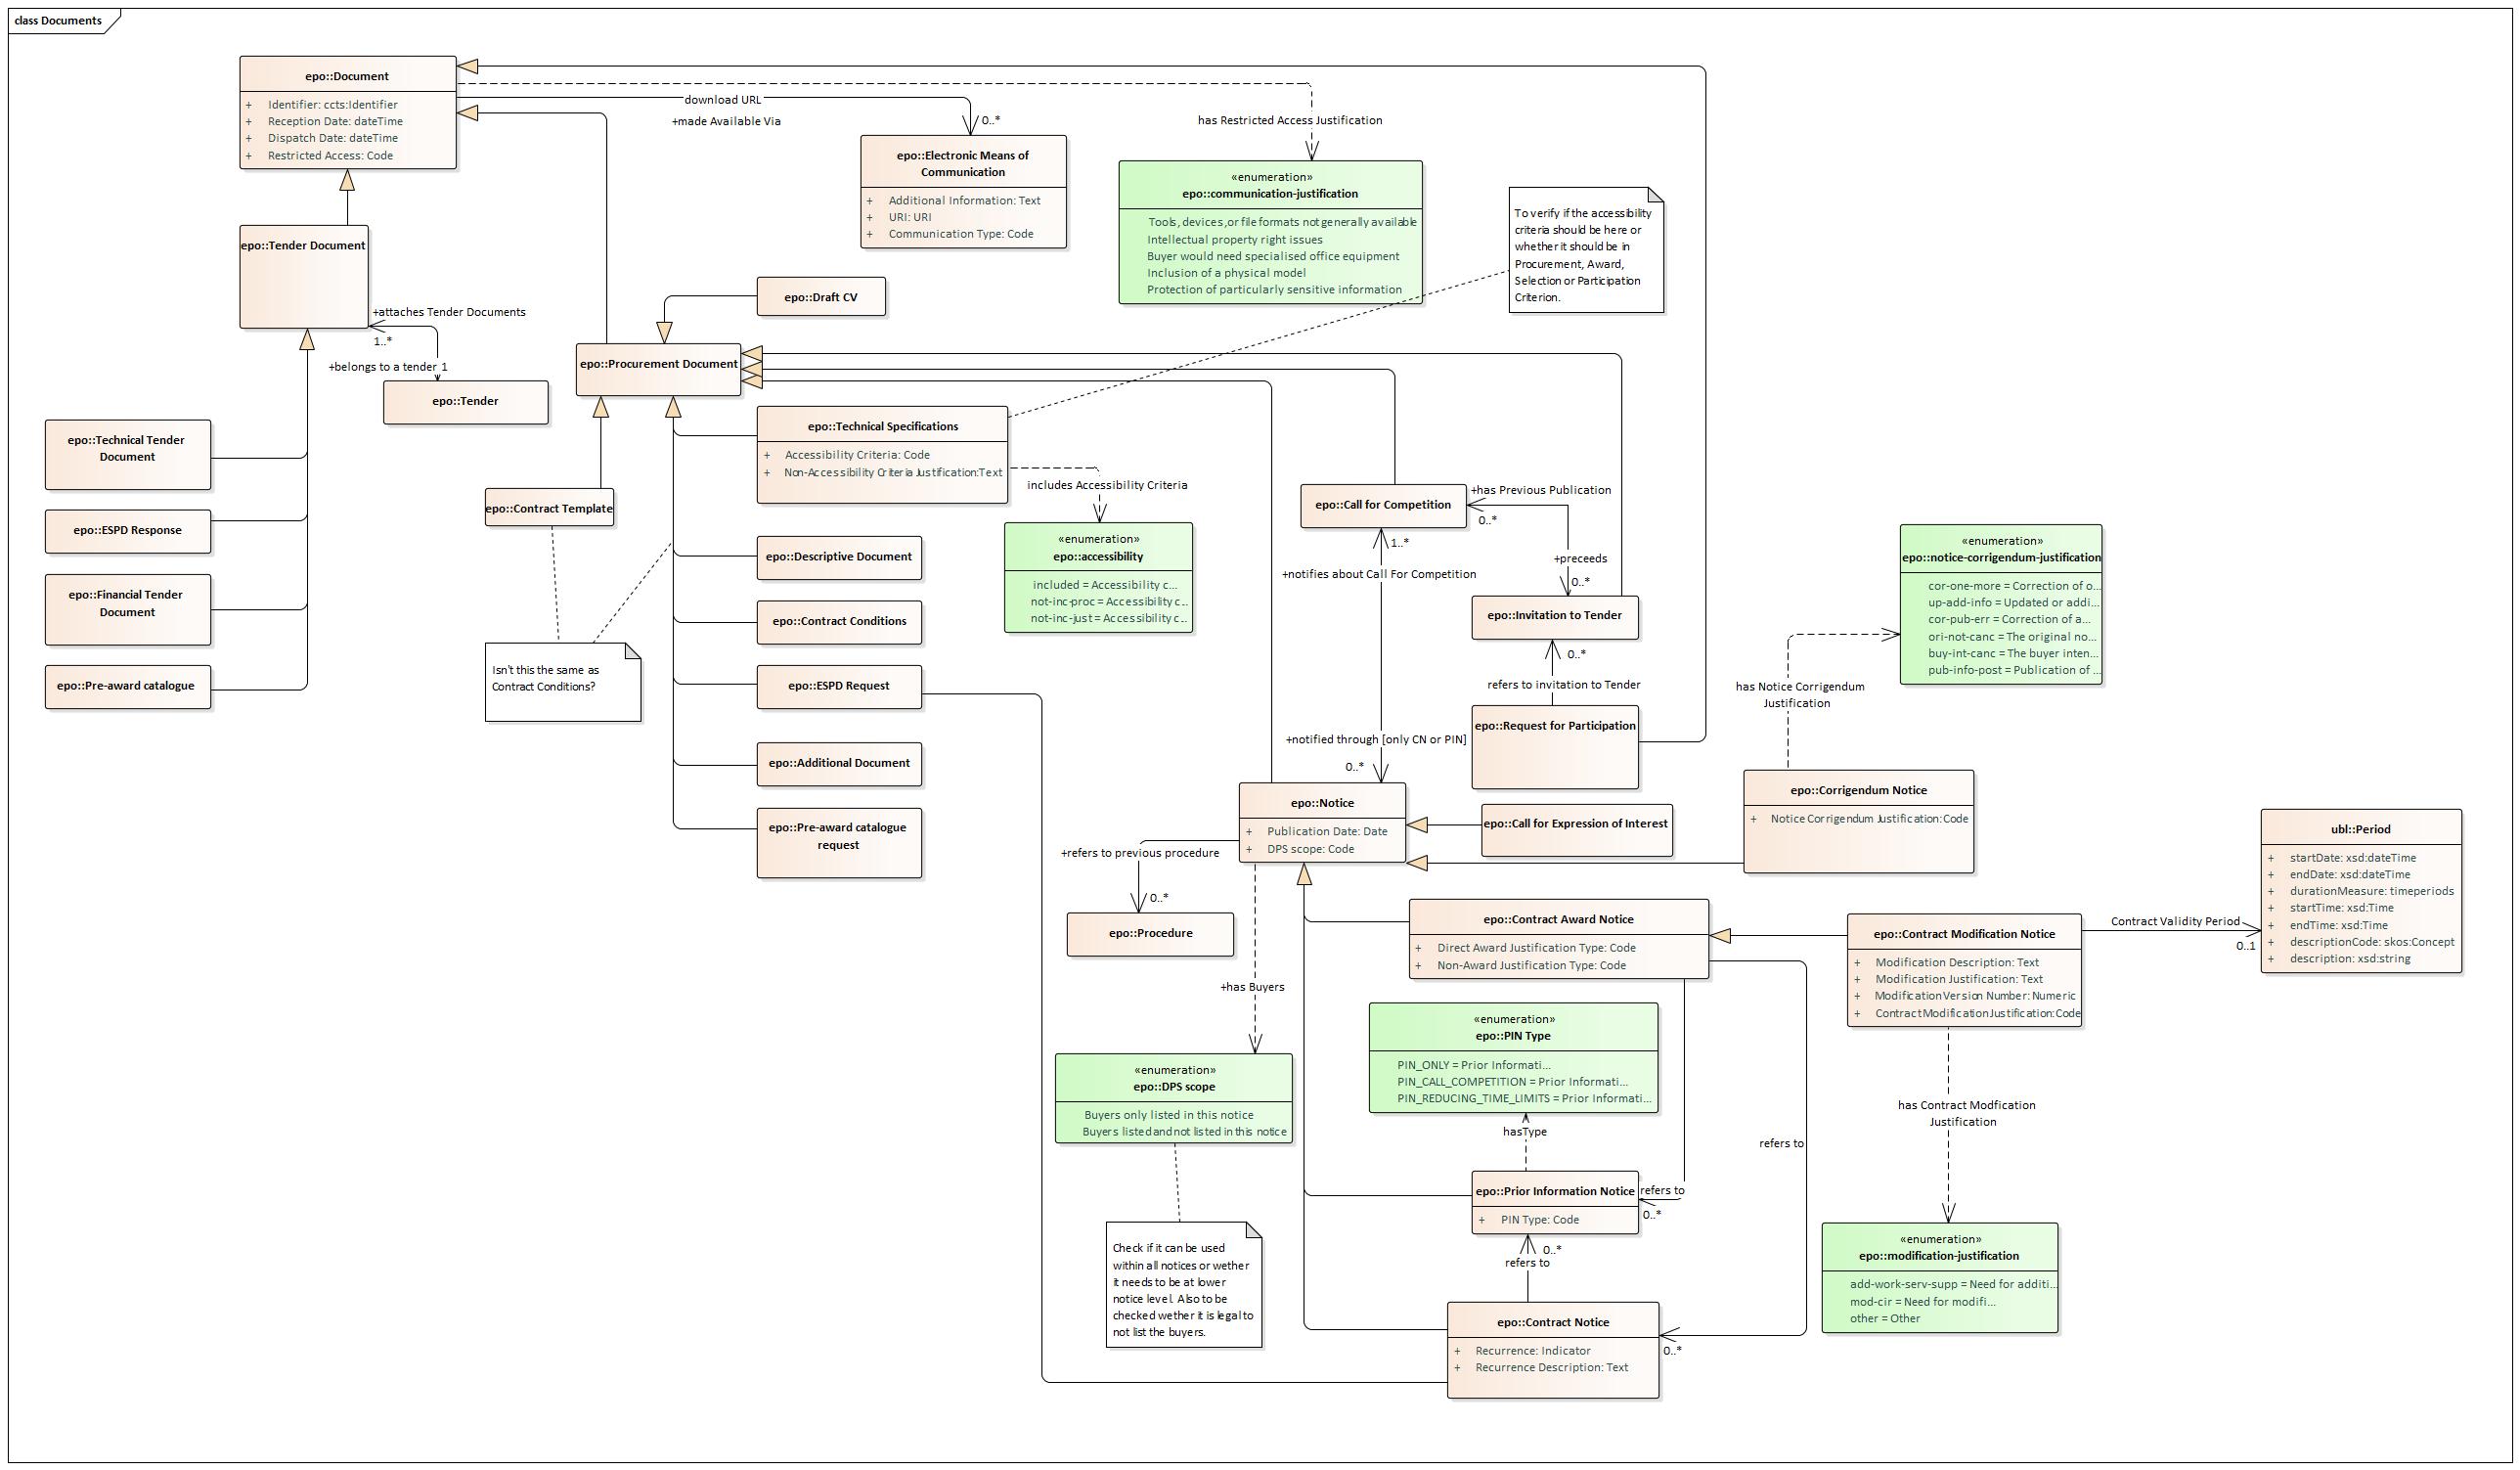 class Documents
epo::Document
+ Identifier: ccts:Identifier
+ Reception Date: dateTime
+ Dispatch Date: dateTime
+ Restricted Access: Code
download URL
+made Available Via
0..*
has Restricted Access Justification
epo::Electronic Means of
Communication
+ Additional Information: Text
+ URI: URI
+ Communication Type: Code
«enumeration»
epo::communication-justification
Tools, devices,or file formats not generally available
Intellectual property right issues
Buyer would need specialised office equipment
Inclusion of a physical model
Protection of particularly sensitive information
To verify if the accessibility
criteria should be here or
whether it should be in
Procurement, Award,
Selection or Participation
Criterion.
epo::Tender Document
+attaches Tender Documents
1..*
+belongs to a tender 1
epo::Tender
epo::Technical Tender
Document
epo::ESPD Response
epo::Financial Tender
Document
epo::Pre-award catalogue
epo::Draft CV
epo::Procurement Document
epo::Technical Specifications
+ Accessibility Criteria: Code
+ Non-Accessibility Criteria Justification:Text
includes Accessibility Criteria
epo::Contract Template
«enumeration»
epo::accessibility
included = Accessibility c...
not-inc-proc = Accessibility c...
not-inc-just = Accessibility c...
epo::Descriptive Document
epo::Contract Conditions
Isn't this the same as
Contract Conditions?
epo::ESPD Request
epo::Additional Document
epo::Pre-award catalogue
request
epo::Call for Competition
+has Previous Publication
0..*
+preceeds
0..*
1..*
+notifies about Call For Competition
epo::Invitation to Tender
0..*
refers to invitation to Tender
epo::Request for Participation
+notified through [only CN or PIN]
0..*
«enumeration»
epo::notice-corrigendum-justification
cor-one-more = Correction of o...
up-add-info = Updated or addi...
cor-pub-err = Correction of a...
ori-not-canc = The original no...
buy-int-canc = The buyer inten...
pub-info-post = Publication of ...
has Notice Corrigendum
Justification
epo::Corrigendum Notice
+ Notice Corrigendum Justification:Code
epo::Notice
+ Publication Date: Date
+ DPS scope: Code
epo::Call for Expression of Interest
+refers to previous procedure
0..*
epo::Procedure
+has Buyers
ubl::Period
+ startDate: xsd:dateTime
+ endDate: xsd:dateTime
+ durationMeasure: timeperiods
+ startTime: xsd:Time
+ endTime: xsd:Time
+ descriptionCode: skos:Concept
+ description: xsd:string
epo::Contract Award Notice
+ Direct Award Justification Type: Code
+ Non-Award Justification Type: Code
epo::Contract Modification Notice
+ Modification Description: Text
+ Modification Justification: Text
+ Modification Version Number: Numeric
+ Contract Modification Justification:Code
Contract Validity Period
0..1
«enumeration»
epo::PIN Type
PIN_ONLY = Prior Informati...
PIN_CALL_COMPETITION = Prior Informati...
PIN_REDUCING_TIME_LIMITS = Prior Informati...
hasType
«enumeration»
epo::DPS scope
Buyers only listed in this notice
Buyers listed and not listed in this notice
has Contract Modfication
Justification
refers to
epo::Prior Information Notice
+ PIN Type: Code
refers to
0..*
0..*
refers to
Check if it can be used
within all notices or wether
it needs to be at lower
notice level. Also to be
checked wether it is legal to
not list the buyers.
«enumeration»
epo::modification-justification
add-work-serv-supp = Need for additi...
mod-cir = Need for modifi...
other = Other
epo::Contract Notice
+ Recurrence: Indicator
+ Recurrence Description: Text
0..*